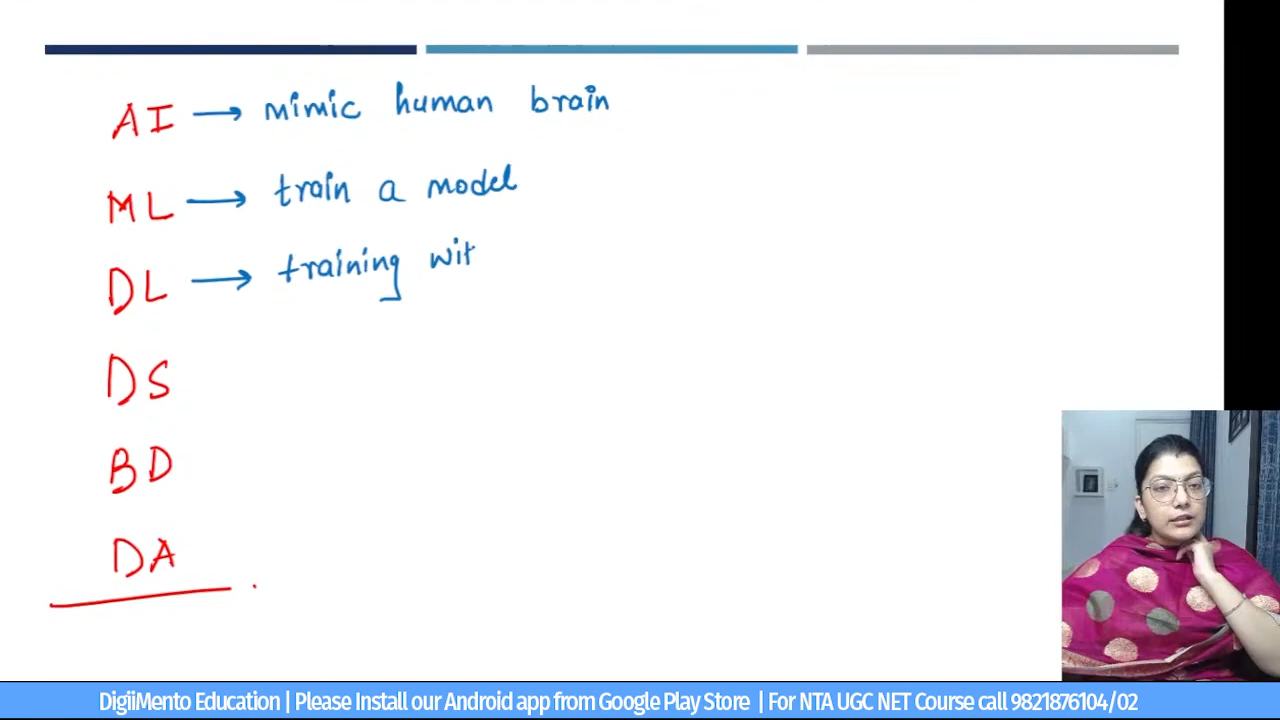 AI → mimic human brain
ML → train a model
DL → training wit
DS
BD
DA
DigiiMento Education | Please Install our Android app from Google Play Store | For NTA UGC NET Course call 9821876104/02